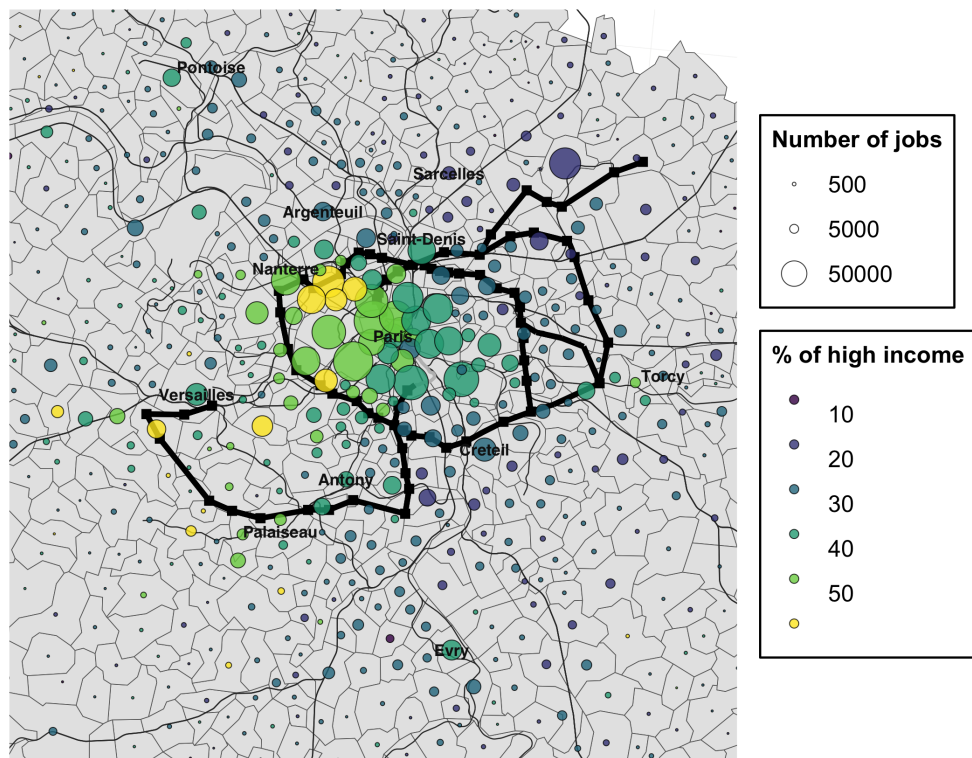 Pontoise
Sarcelles
Argenteuil
Saint-Denis
Nanterre
Paris
Torcy
Versailles
Creteil
Antony
Palaiseau
Evry
Number of jobs
500
5000
50000
% of high income
10
20
30
40
50